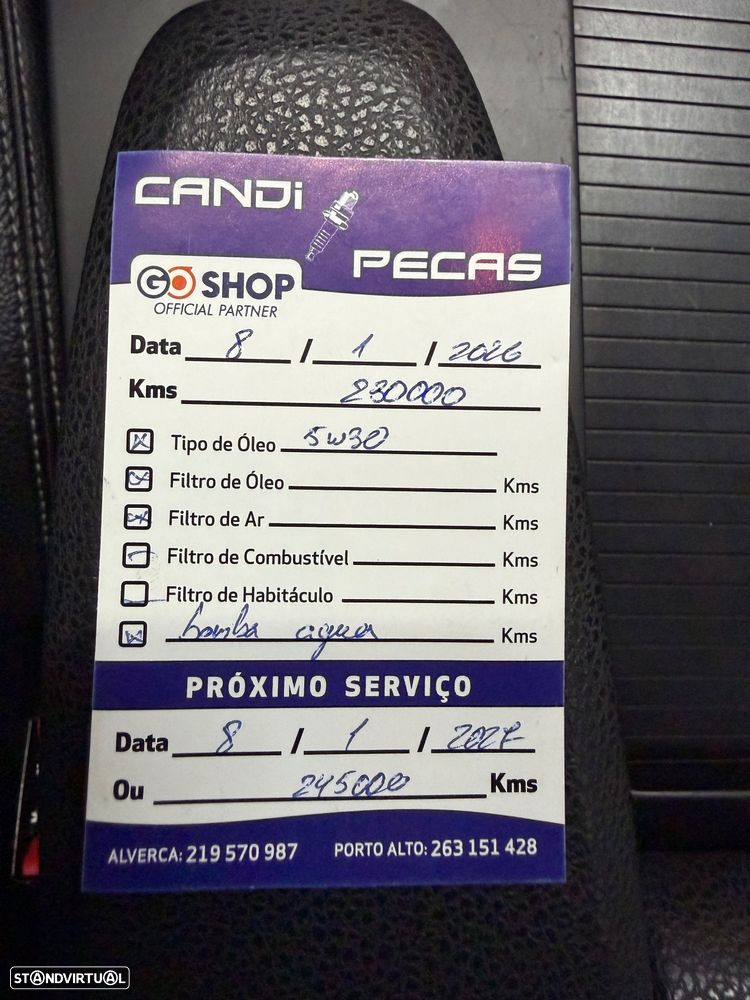 CANDi
PECAS
GO SHOP
OFFICIAL PARTNER
Data 8 / 1 / 2026
Kms 230000
Tipo de Óleo 5w30
Filtro de Óleo Kms
Filtro de Ar Kms
Filtro de Combustível Kms
Filtro de Habitáculo Kms
bomba agua Kms
PRÓXIMO SERVIÇO
Data 8 / 1 / 2027
Ou 245000 Kms
ALVERCA: 219 570 987 PORTO ALTO: 263 151 428
STANDVIRTUAL